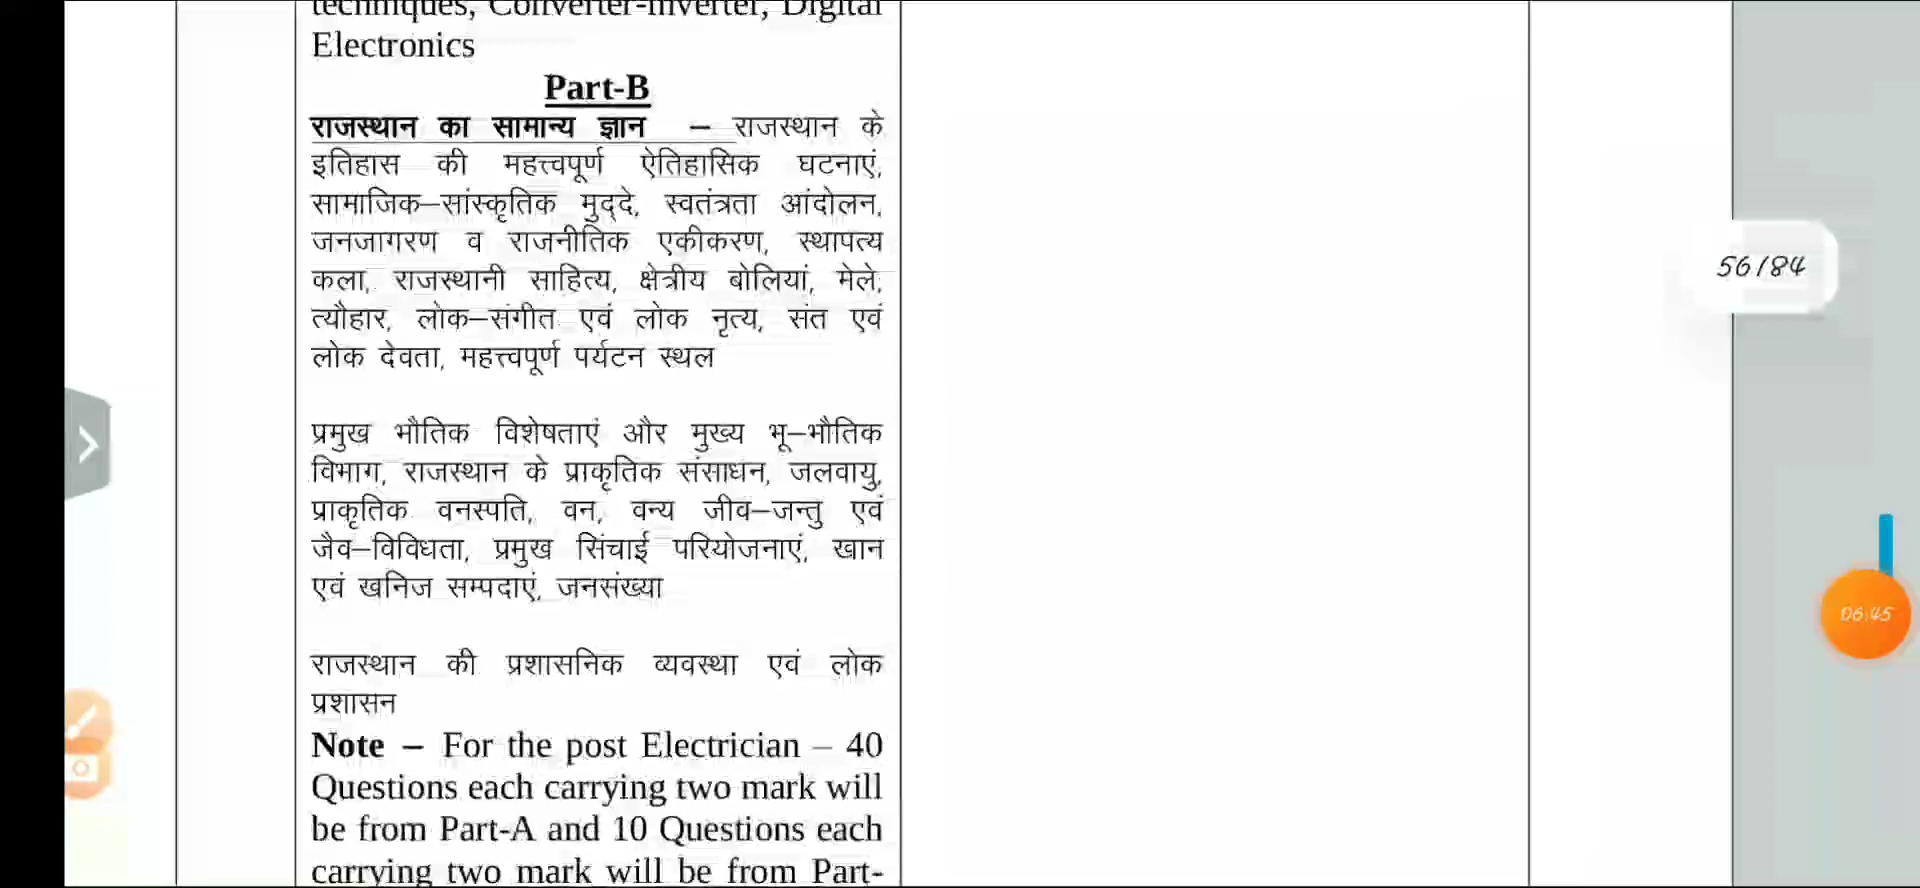 techniques, Converter-inverter, Digital
Electronics
Part-B
राजस्थान का सामान्य ज्ञान – राजस्थान के
इतिहास की महत्त्वपूर्ण ऐतिहासिक घटनाएं,
सामाजिक–सांस्कृतिक मुद्दे, स्वतंत्रता आंदोलन,
जनजागरण व राजनीतिक एकीकरण, स्थापत्य
कला, राजस्थानी साहित्य, क्षेत्रीय बोलियां, मेले,
त्यौहार, लोक–संगीत एवं लोक नृत्य, संत एवं
लोक देवता, महत्त्वपूर्ण पर्यटन स्थल
प्रमुख भौतिक विशेषताएं और मुख्य भू–भौतिक
विभाग, राजस्थान के प्राकृतिक संसाधन, जलवायु,
प्राकृतिक वनस्पति, वन, वन्य जीव–जन्तु एवं
जैव–विविधता, प्रमुख सिंचाई परियोजनाएं, खान
एवं खनिज सम्पदाएं, जनसंख्या
राजस्थान की प्रशासनिक व्यवस्था एवं लोक
प्रशासन
Note – For the post Electrician – 40
Questions each carrying two mark will
be from Part-A and 10 Questions each
carrying two mark will be from Part-
56/84
06:45